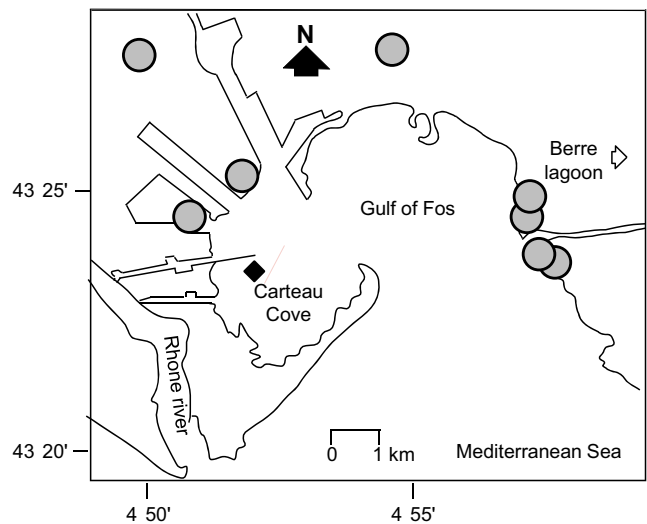 N
Berre
lagoon
43 25'
Gulf of Fos
Carteau
Cove
Rhone river
0 1 km
Mediterranean Sea
43 20'
4 50'
4 55'